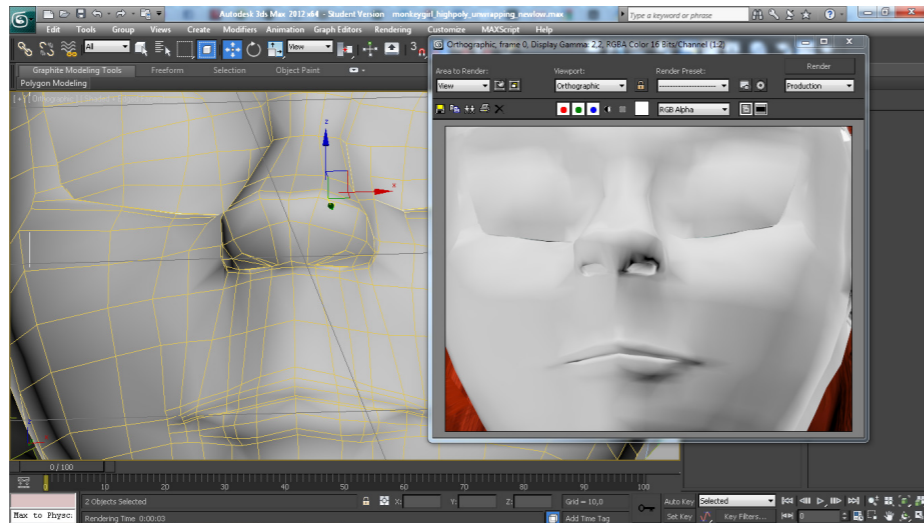 Autodesk 3ds Max 2012 x64 - Student Version monkeygirl_highpoly_unwrapping_newlow.max
Type a keyword or phrase
Edit Tools Group Views Create Modifiers Animation Graph Editors Rendering Customize MAXScript Help
All
View
3
Graphite Modeling Tools Freeform Selection Object Paint
Polygon Modeling
Orthographic, frame 0, Display Gamma: 2,2, RGBA Color 16 Bits/Channel (1:2)
Area to Render: Viewport: Render Preset: Render
View Orthographic Production
RGB Alpha
z
x
0 / 100
0 10 20 30 40 50 60 70 80 90 100
2 Objects Selected X: Y: Z: Grid = 10,0 Auto Key Selected
Max to Physc Rendering Time 0:00:03 Add Time Tag Set Key Key Filters... 0